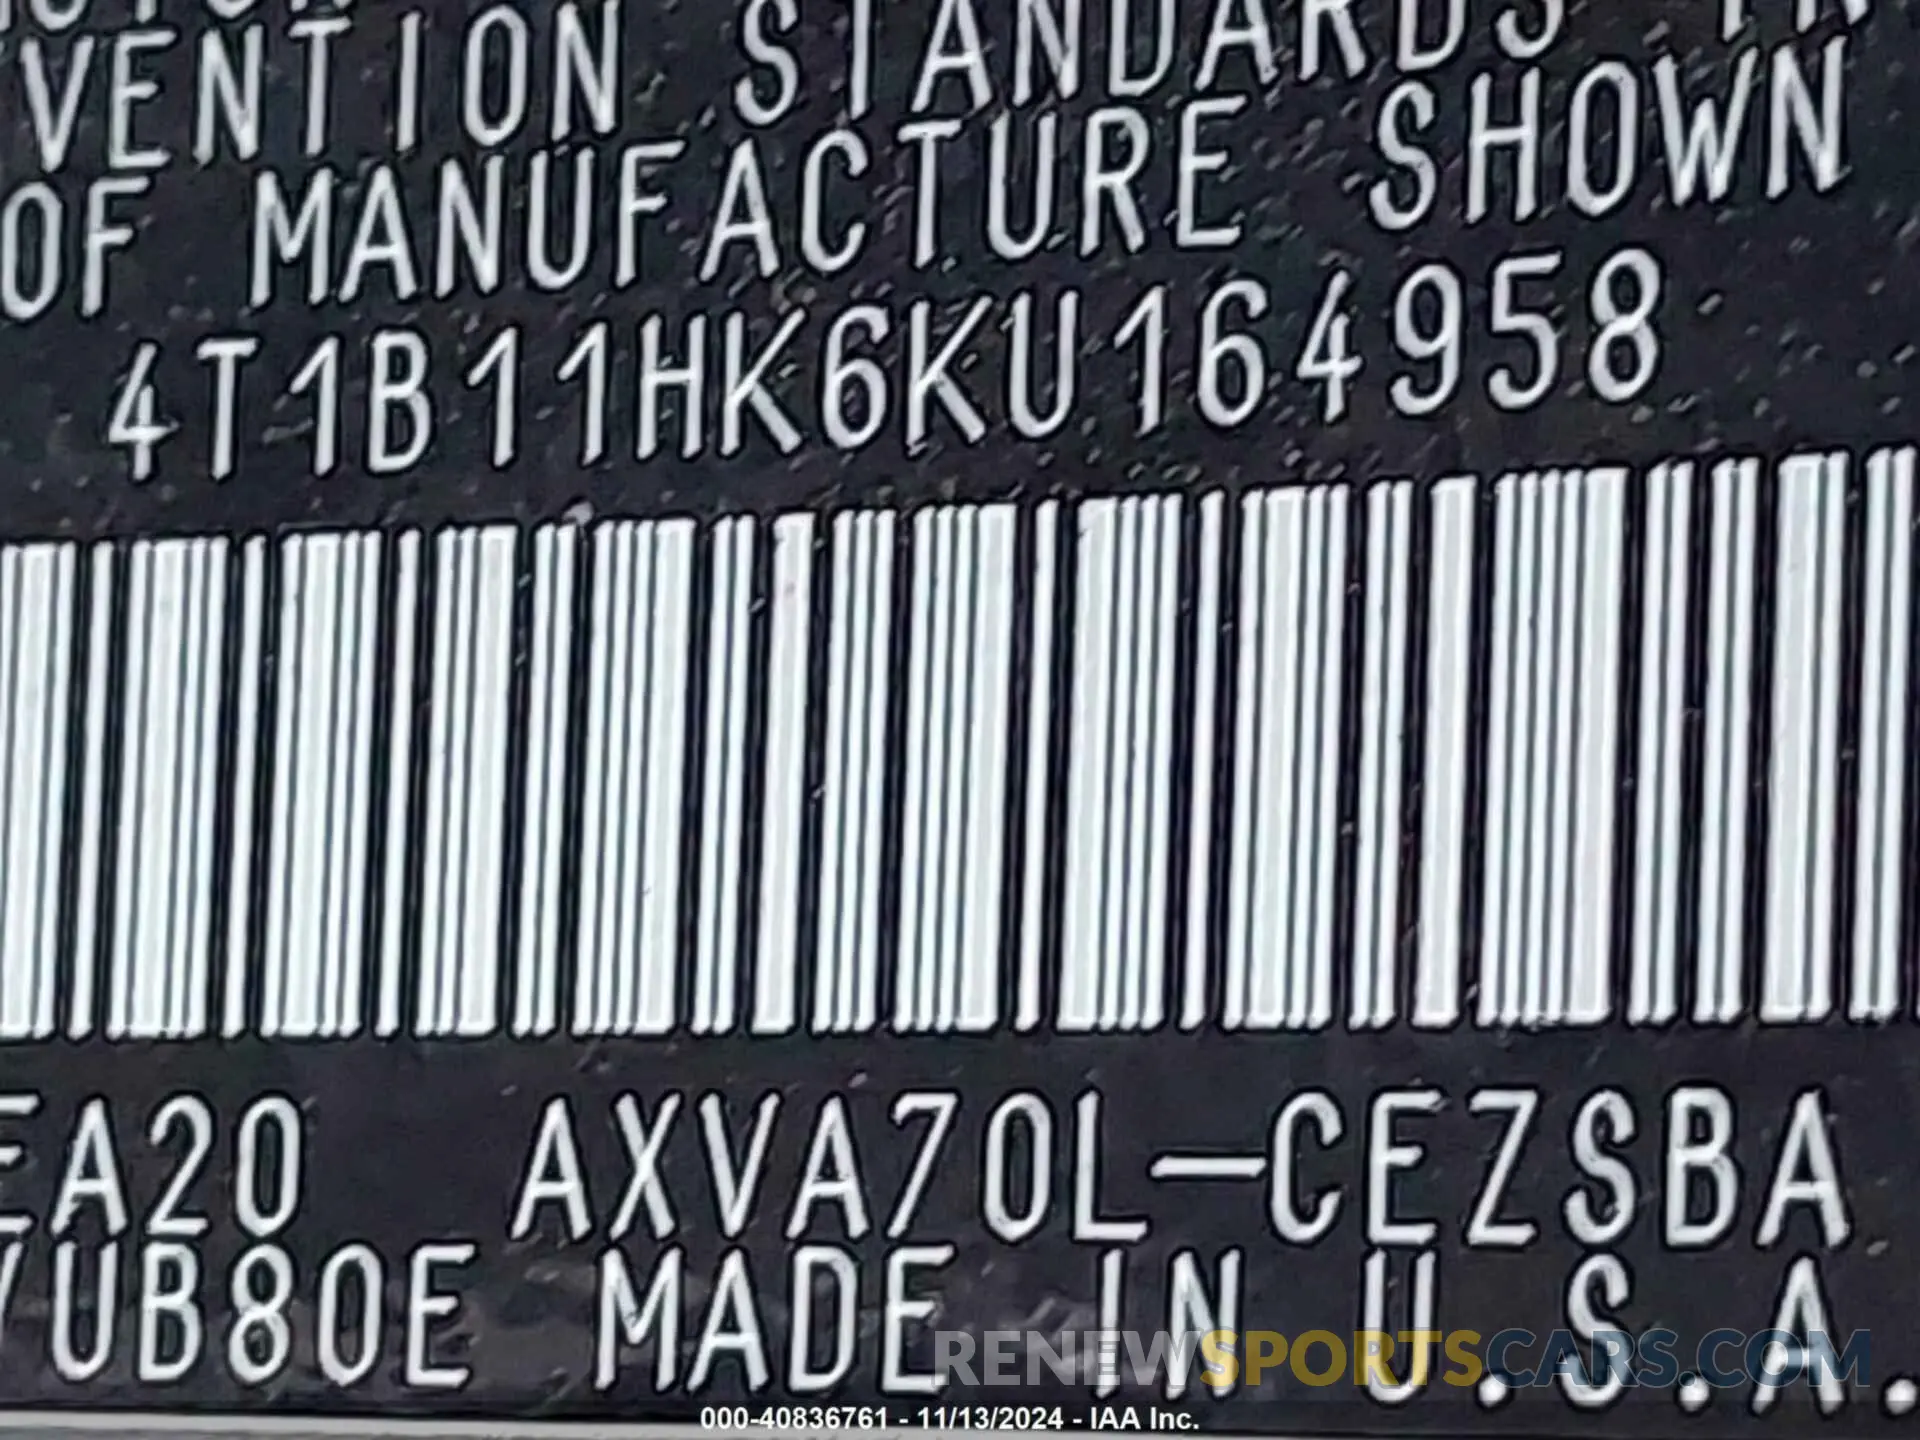 VENTION STANDARDS
OF MANUFACTURE SHOWN
4T1B11HK6KU164958
EA20 AXVA70L-CEZSBA
UB80E MADE IN U.S.A.
RENEWSPORTSCARS.COM
000-40836761 - 11/13/2024 - IAA Inc.